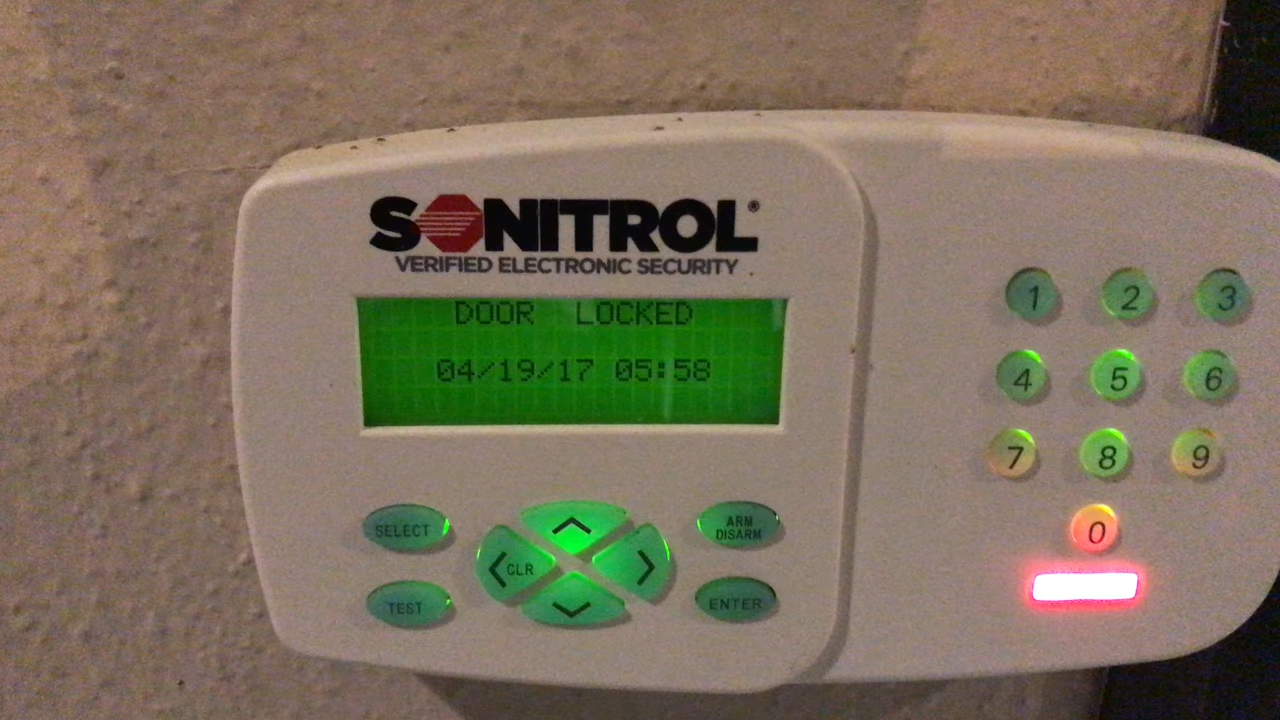 SONITROL®
VERIFIED ELECTRONIC SECURITY
DOOR LOCKED
04/19/17 05:58
SELECT
CLR
ARM
DISARM
TEST
ENTER
1 2 3
4 5 6
7 8 9
0